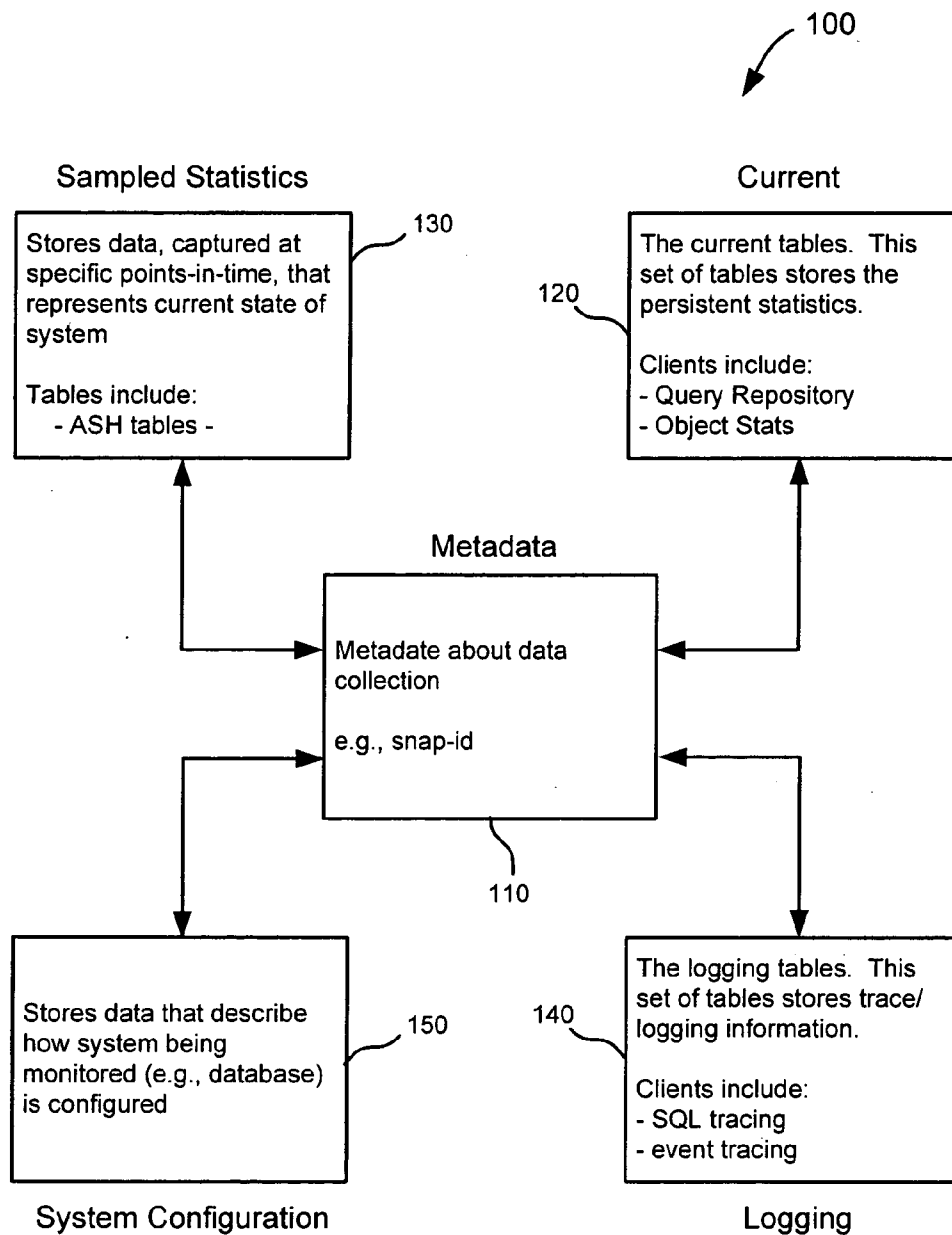 100
Sampled Statistics
Stores data, captured at
specific points-in-time, that
represents current state of
system
Tables include:
- ASH tables -
130
Current
The current tables.  This
set of tables stores the
persistent statistics.
Clients include:
- Query Repository
- Object Stats
120
Metadata
Metadate about data
collection
e.g., snap-id
110
Stores data that describe
how system being
monitored (e.g., database)
is configured
150
System Configuration
The logging tables.  This
set of tables stores trace/
logging information.
Clients include:
- SQL tracing
- event tracing
140
Logging